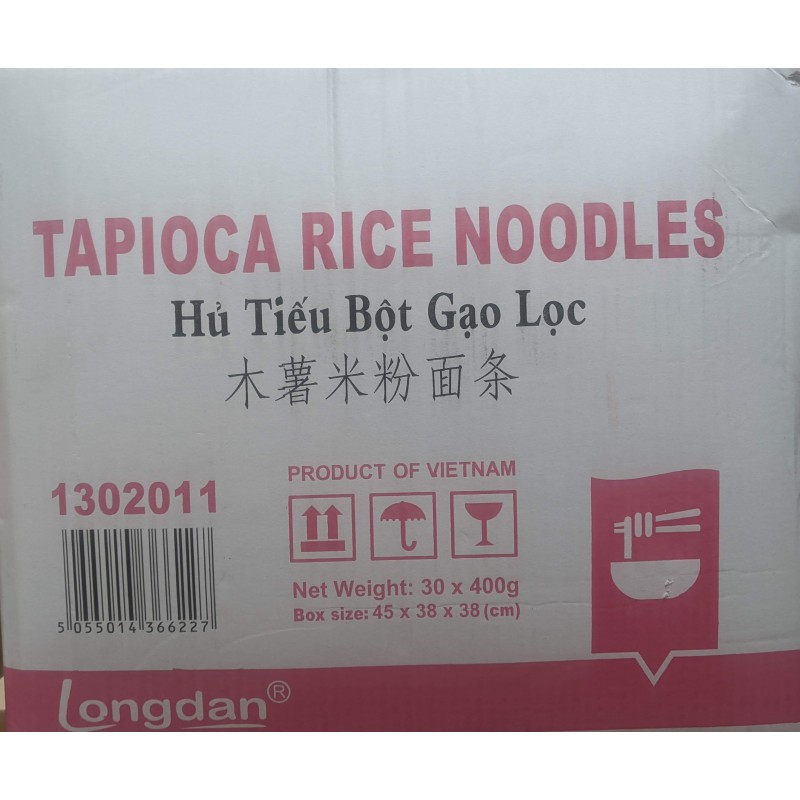 TAPIOCA RICE NOODLES
Hủ Tiếu Bột Gạo Lọc
木薯米粉面条
1302011
5 055014 366227
PRODUCT OF VIETNAM
Net Weight: 30 x 400g
Box size: 45 x 38 x 38 (cm)
Longdan®